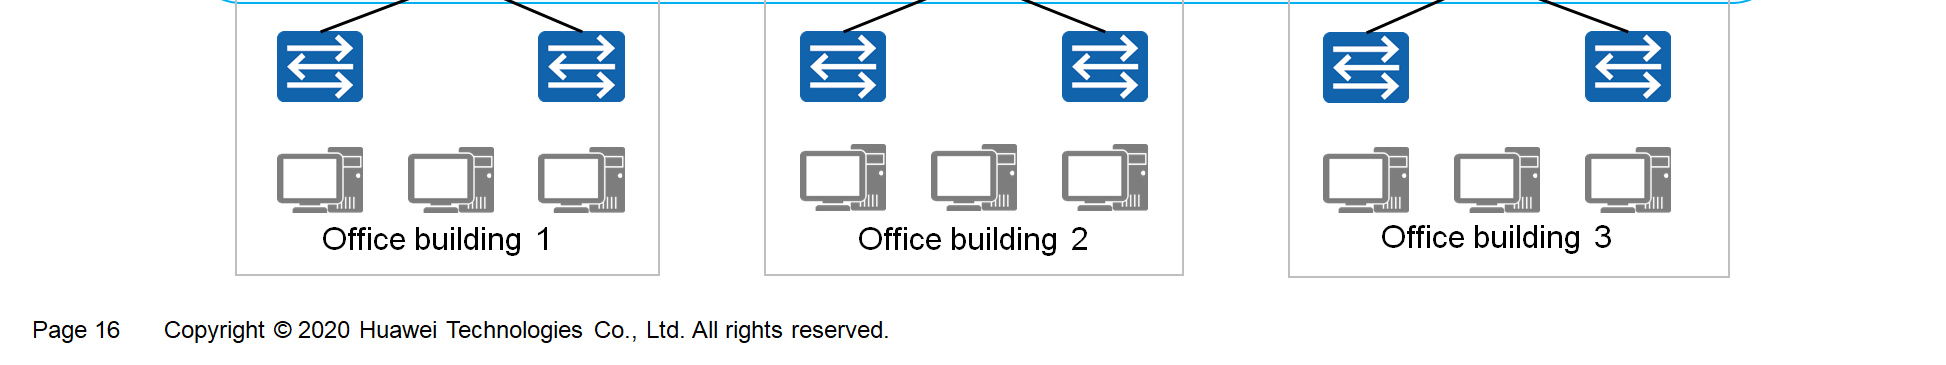 Office building 1
Office building 2
Office building 3
Page 16 Copyright © 2020 Huawei Technologies Co., Ltd. All rights reserved.